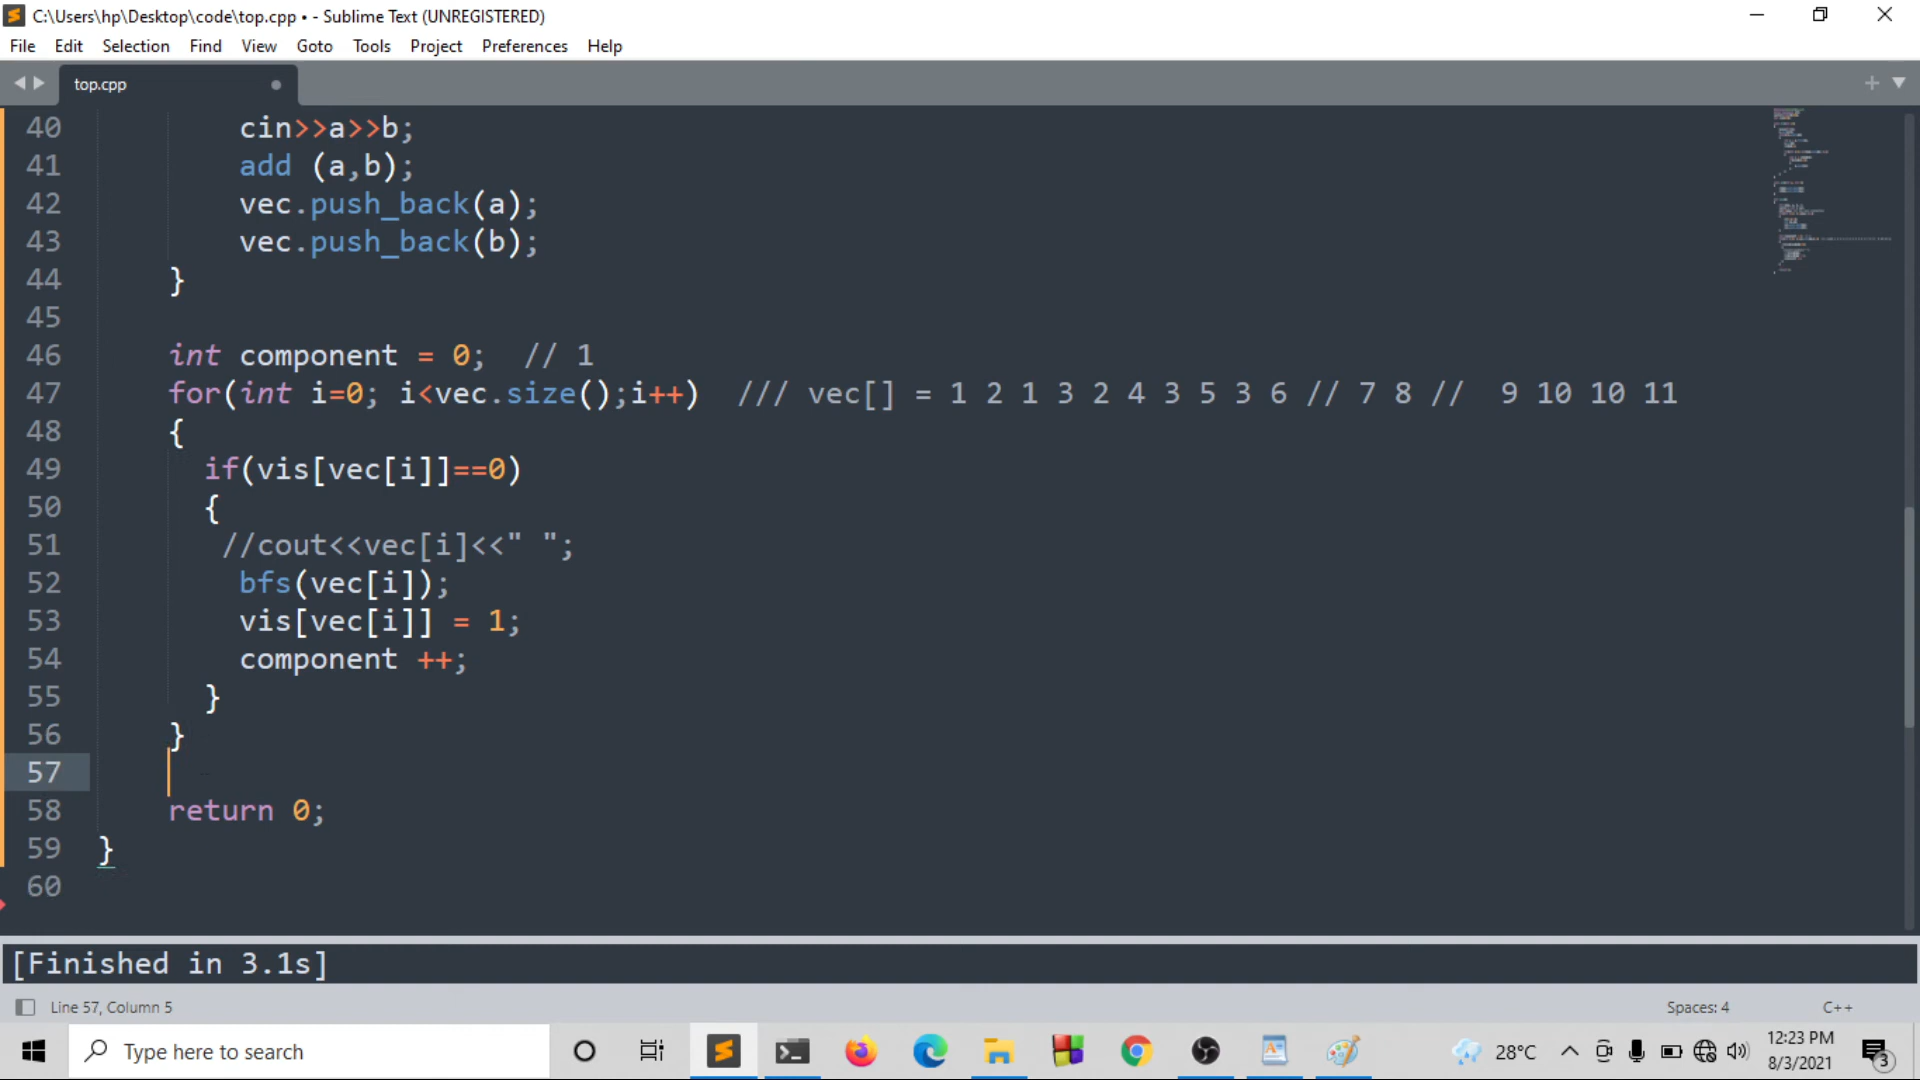 C:\Users\hp\Desktop\code\top.cpp • - Sublime Text (UNREGISTERED)
File Edit Selection Find View Goto Tools Project Preferences Help
top.cpp
40 cin>>a>>b;
41 add (a,b);
42 vec.push_back(a);
43 vec.push_back(b);
44 }
45
46 int component = 0; // 1
47 for(int i=0; i<vec.size();i++) /// vec[] = 1 2 1 3 2 4 3 5 3 6 // 7 8 // 9 10 10 11
48 {
49 if(vis[vec[i]]==0)
50 {
51 //cout<<vec[i]<<" ";
52 bfs(vec[i]);
53 vis[vec[i]] = 1;
54 component ++;
55 }
56 }
57
58 return 0;
59 }
60
[Finished in 3.1s]
Line 57, Column 5 Spaces: 4 C++
Type here to search 28°C 12:23 PM
8/3/2021 3